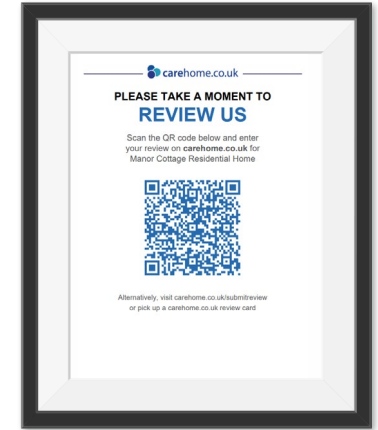 carehome.co.uk
PLEASE TAKE A MOMENT TO
REVIEW US
Scan the QR code below and enter
your review on carehome.co.uk for
Manor Cottage Residential Home
Alternatively, visit carehome.co.uk/submitreview
or pick up a carehome.co.uk review card